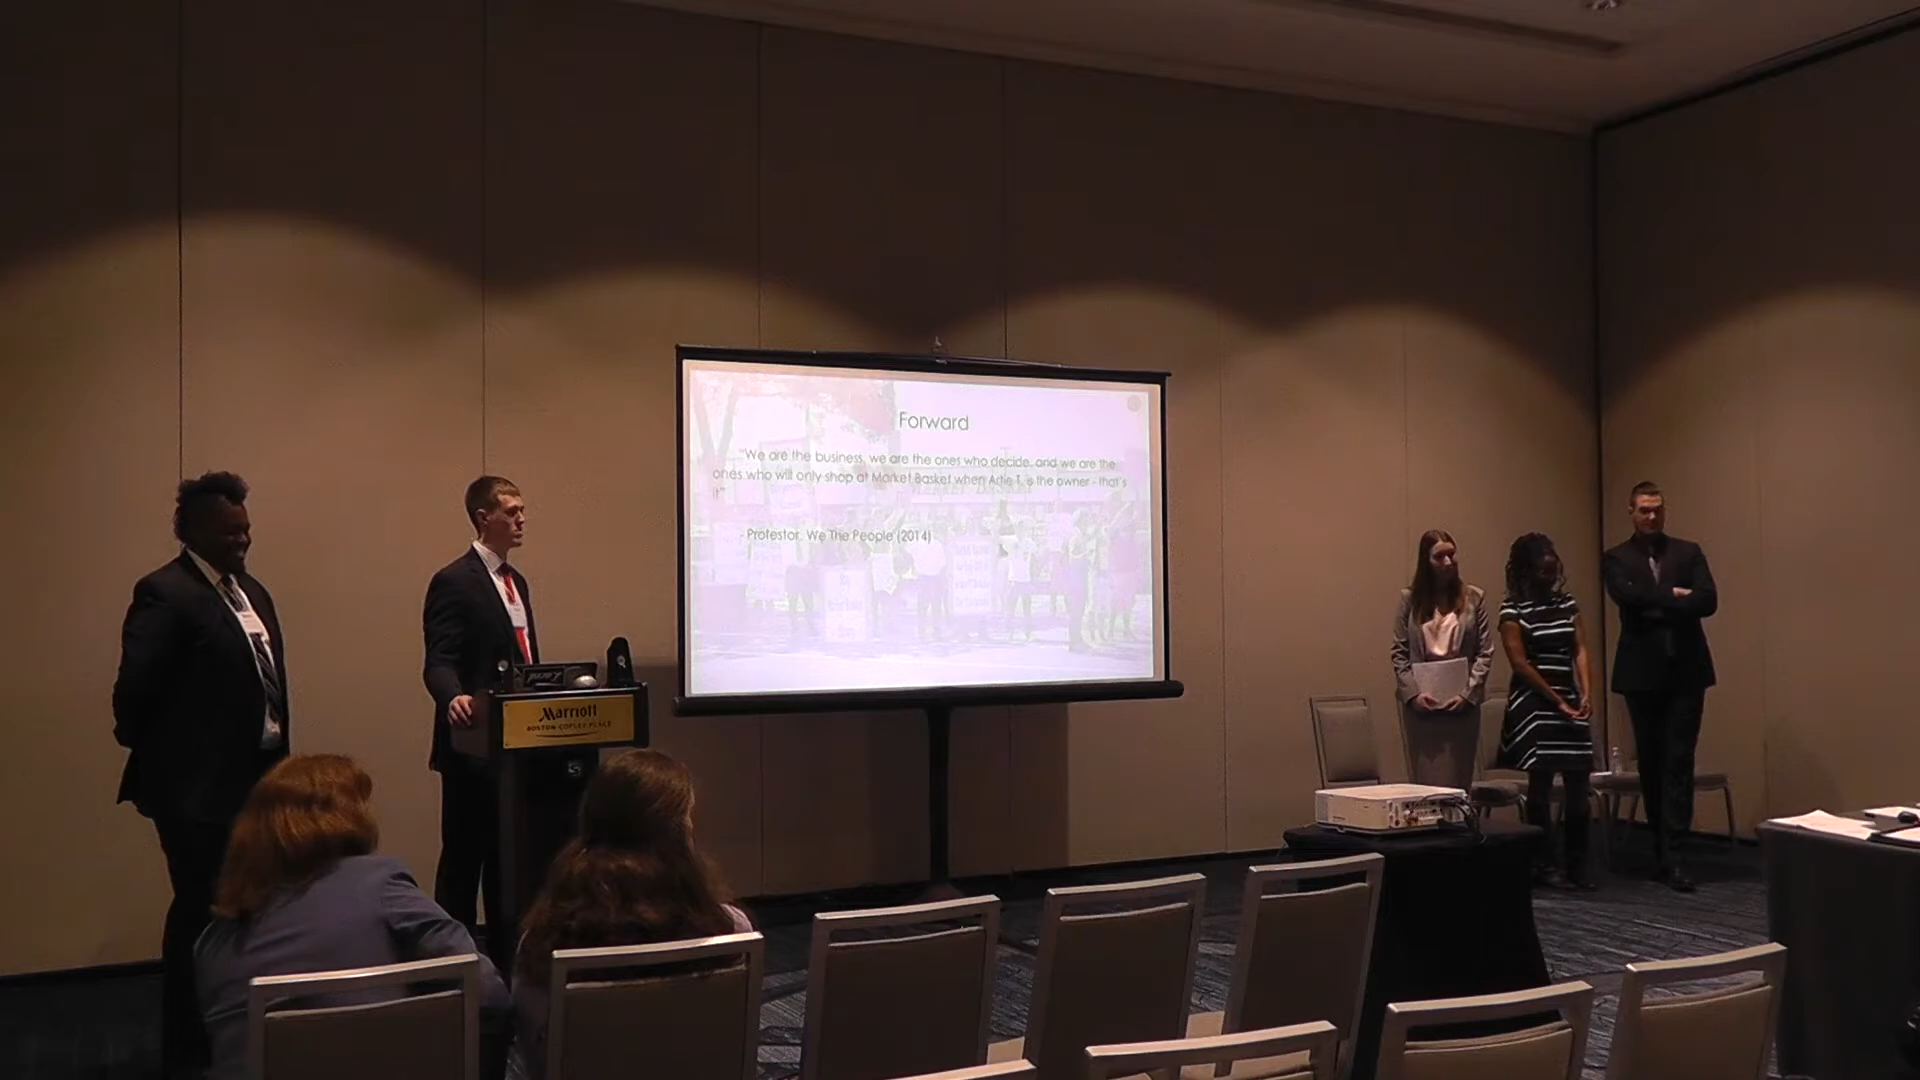 Forward
"We are the business, we are the ones who decide, and we are the
ones who will only shop at Market Basket when Artie T. is the owner - that's
it"
- Protestor, We The People (2014)
Marriott
BOSTON COPLEY PLACE